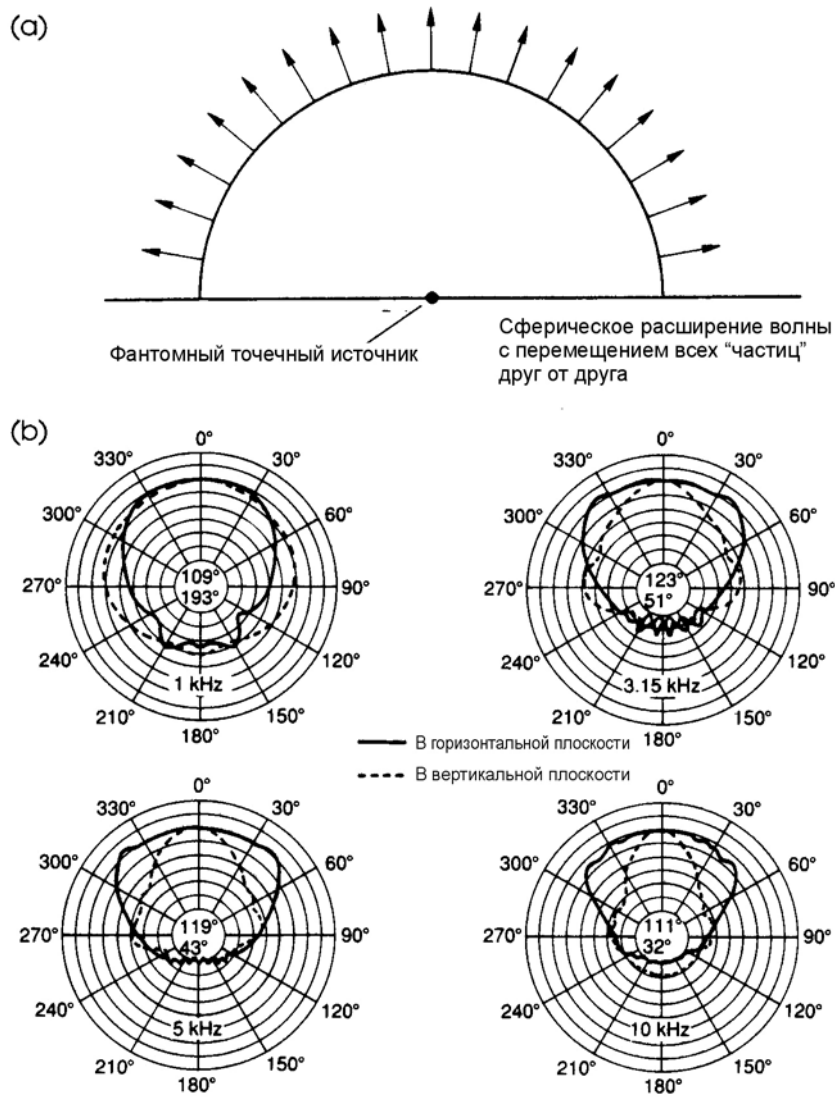 (a)
Фантомный точечный источник
Сферическое расширение волны
с перемещением всех “частиц”
друг от друга
(b)
0°
330° 30°
300° 60°
270° 109° 90°
193°
240° 120°
1 kHz
210° 150°
180°
0°
330° 30°
300° 60°
270° 123° 90°
51°
240° 120°
3.15 kHz
210° 150°
180°
В горизонтальной плоскости
В вертикальной плоскости
0°
330° 30°
300° 60°
270° 119° 90°
43°
240° 120°
5 kHz
210° 150°
180°
0°
330° 30°
300° 60°
270° 111° 90°
32°
240° 120°
10 kHz
210° 150°
180°